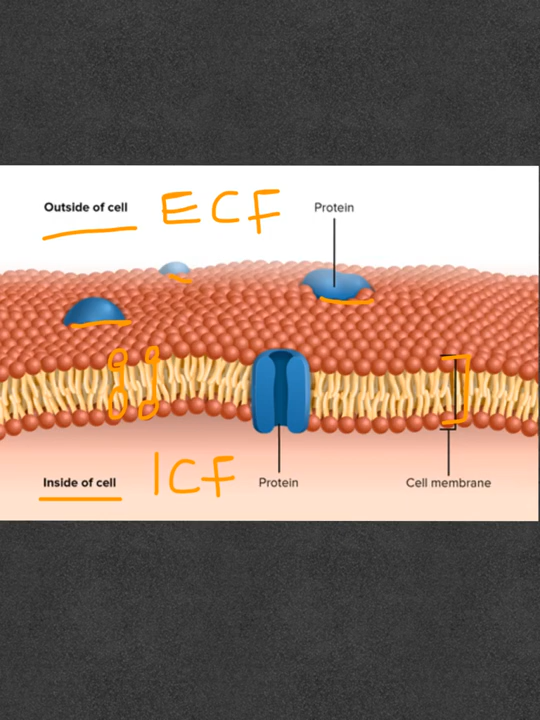 Outside of cell ECF Protein
Inside of cell ICF Protein Cell membrane